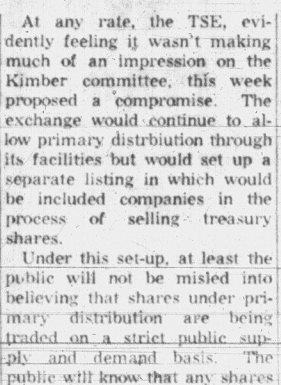 At any rate, the TSE, evi-
dently feeling it wasn't making
much of an impression on the
Kimber committee, this week
proposed a compromise. The
exchange would continue to al-
low primary distrbiution through
its facilities but would set up a
separate listing in which would
be included companies in the
process of selling treasury
shares.
Under this set-up, at least the
public will not be misled into
believing that shares under pri-
mary distribution are being
traded on a strict public sup-
ply and demand basis. The
public will know that any shares